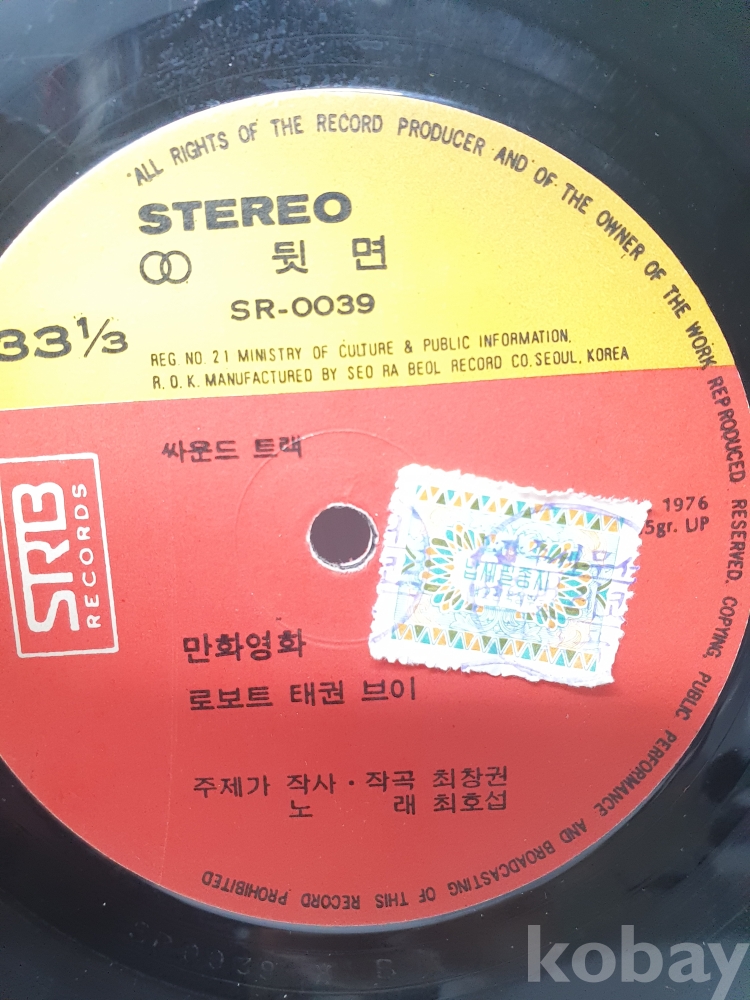 ALL RIGHTS OF THE RECORD PRODUCER AND OF THE OWNER OF THE WORK REPRODUCED RESERVED. COPYING, PUBLIC PERFORMANCE AND BROADCASTING OF THIS RECORD PROHIBITED
STEREO
뒷 면
SR-0039
33 1/3
REG. NO. 21 MINISTRY OF CULTURE & PUBLIC INFORMATION,
R. O. K. MANUFACTURED BY SEO RA BEOL RECORD CO. SEOUL, KOREA
싸운드 트랙
SRB
RECORDS
1976
5gr. UP
만화영화
로보트 태권 브이
주제가 작사 · 작곡 최창권
노 래 최호섭
kobay